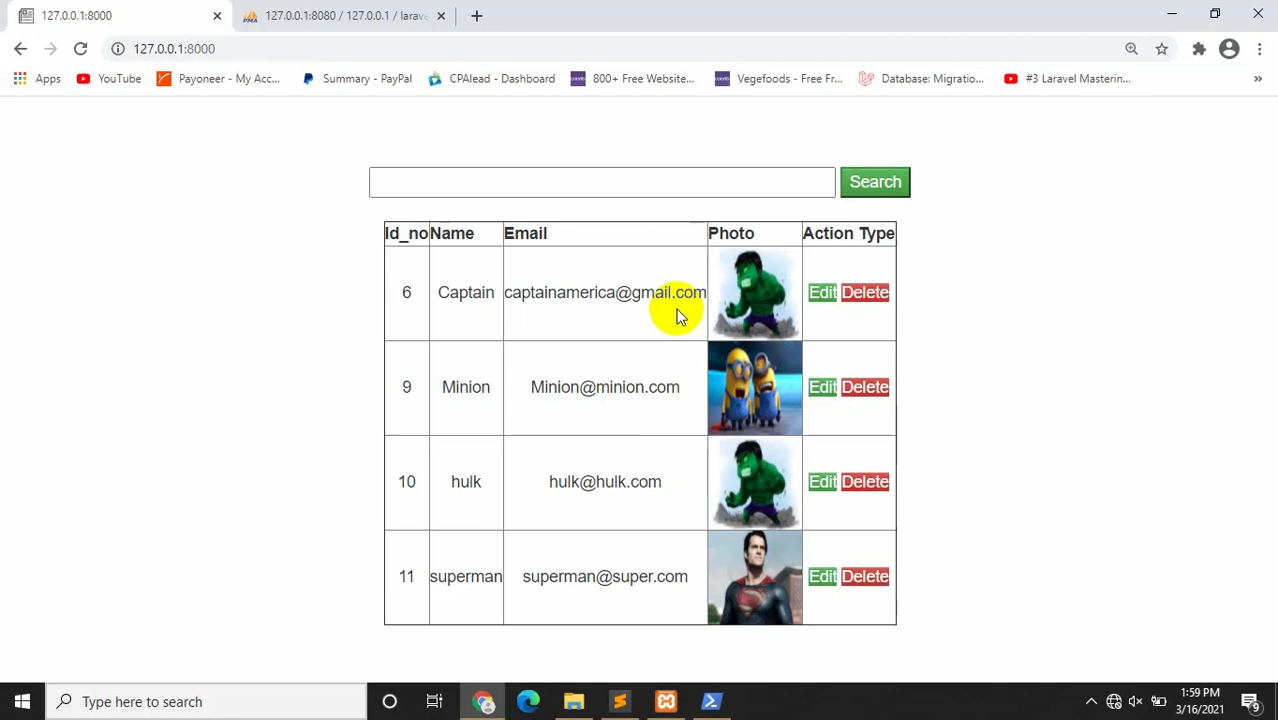 127.0.0.1:8000
127.0.0.1:8080 / 127.0.0.1 / larave
127.0.0.1:8000
Apps
YouTube
Payoneer - My Acc...
Summary - PayPal
CPAlead - Dashboard
800+ Free Website...
Vegefoods - Free Fr...
Database: Migratio...
#3 Laravel Masterin...
Search
Id_no Name Email Photo Action Type
6 Captain captainamerica@gmail.com Edit Delete
9 Minion Minion@minion.com Edit Delete
10 hulk hulk@hulk.com Edit Delete
11 superman superman@super.com Edit Delete
Type here to search
1:59 PM
3/16/2021
9